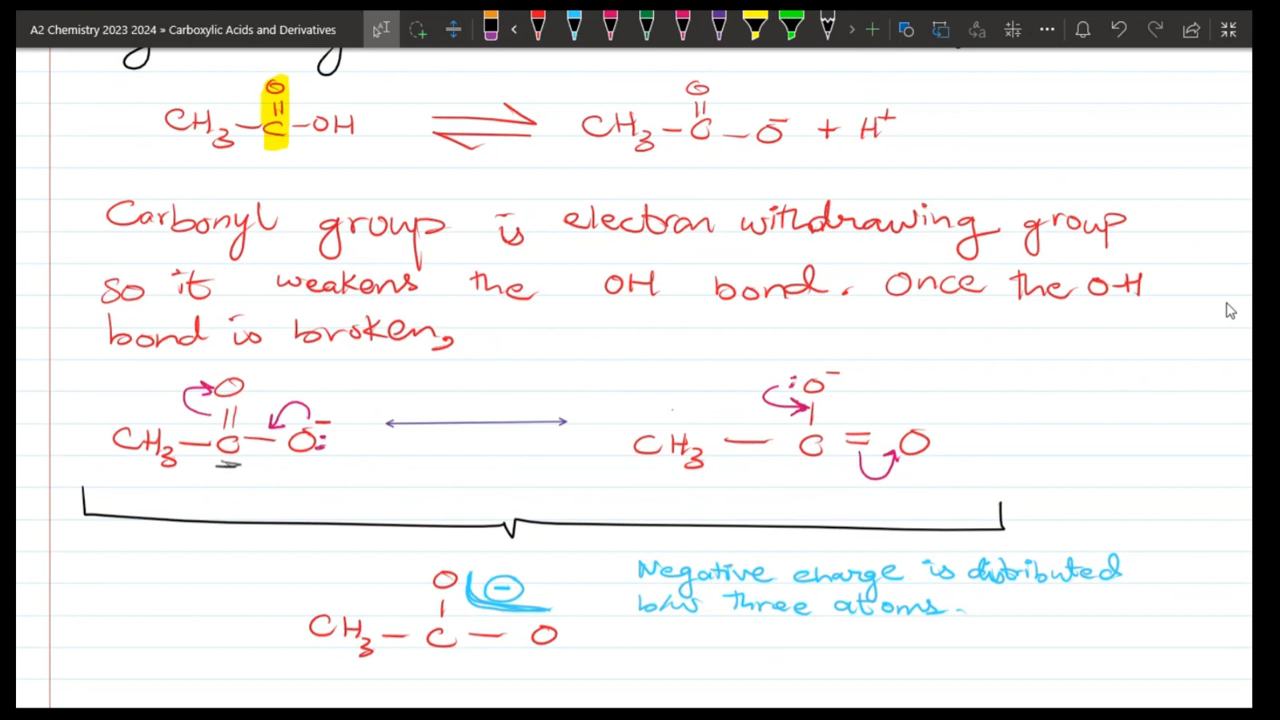 A2 Chemistry 2023 2024 » Carboxylic Acids and Derivatives
O
CH3 – C – OH ⇌ CH3 – C – O⁻ + H⁺
O
Carbonyl group is electron withdrawing group
so it weakens the OH bond. Once the O-H
bond is broken,
O :O⁻
CH3 – C – O:⁻ ⟷ CH3 – C = O
O ⊖
CH3 – C – O
Negative charge is distributed
b/w three atoms.